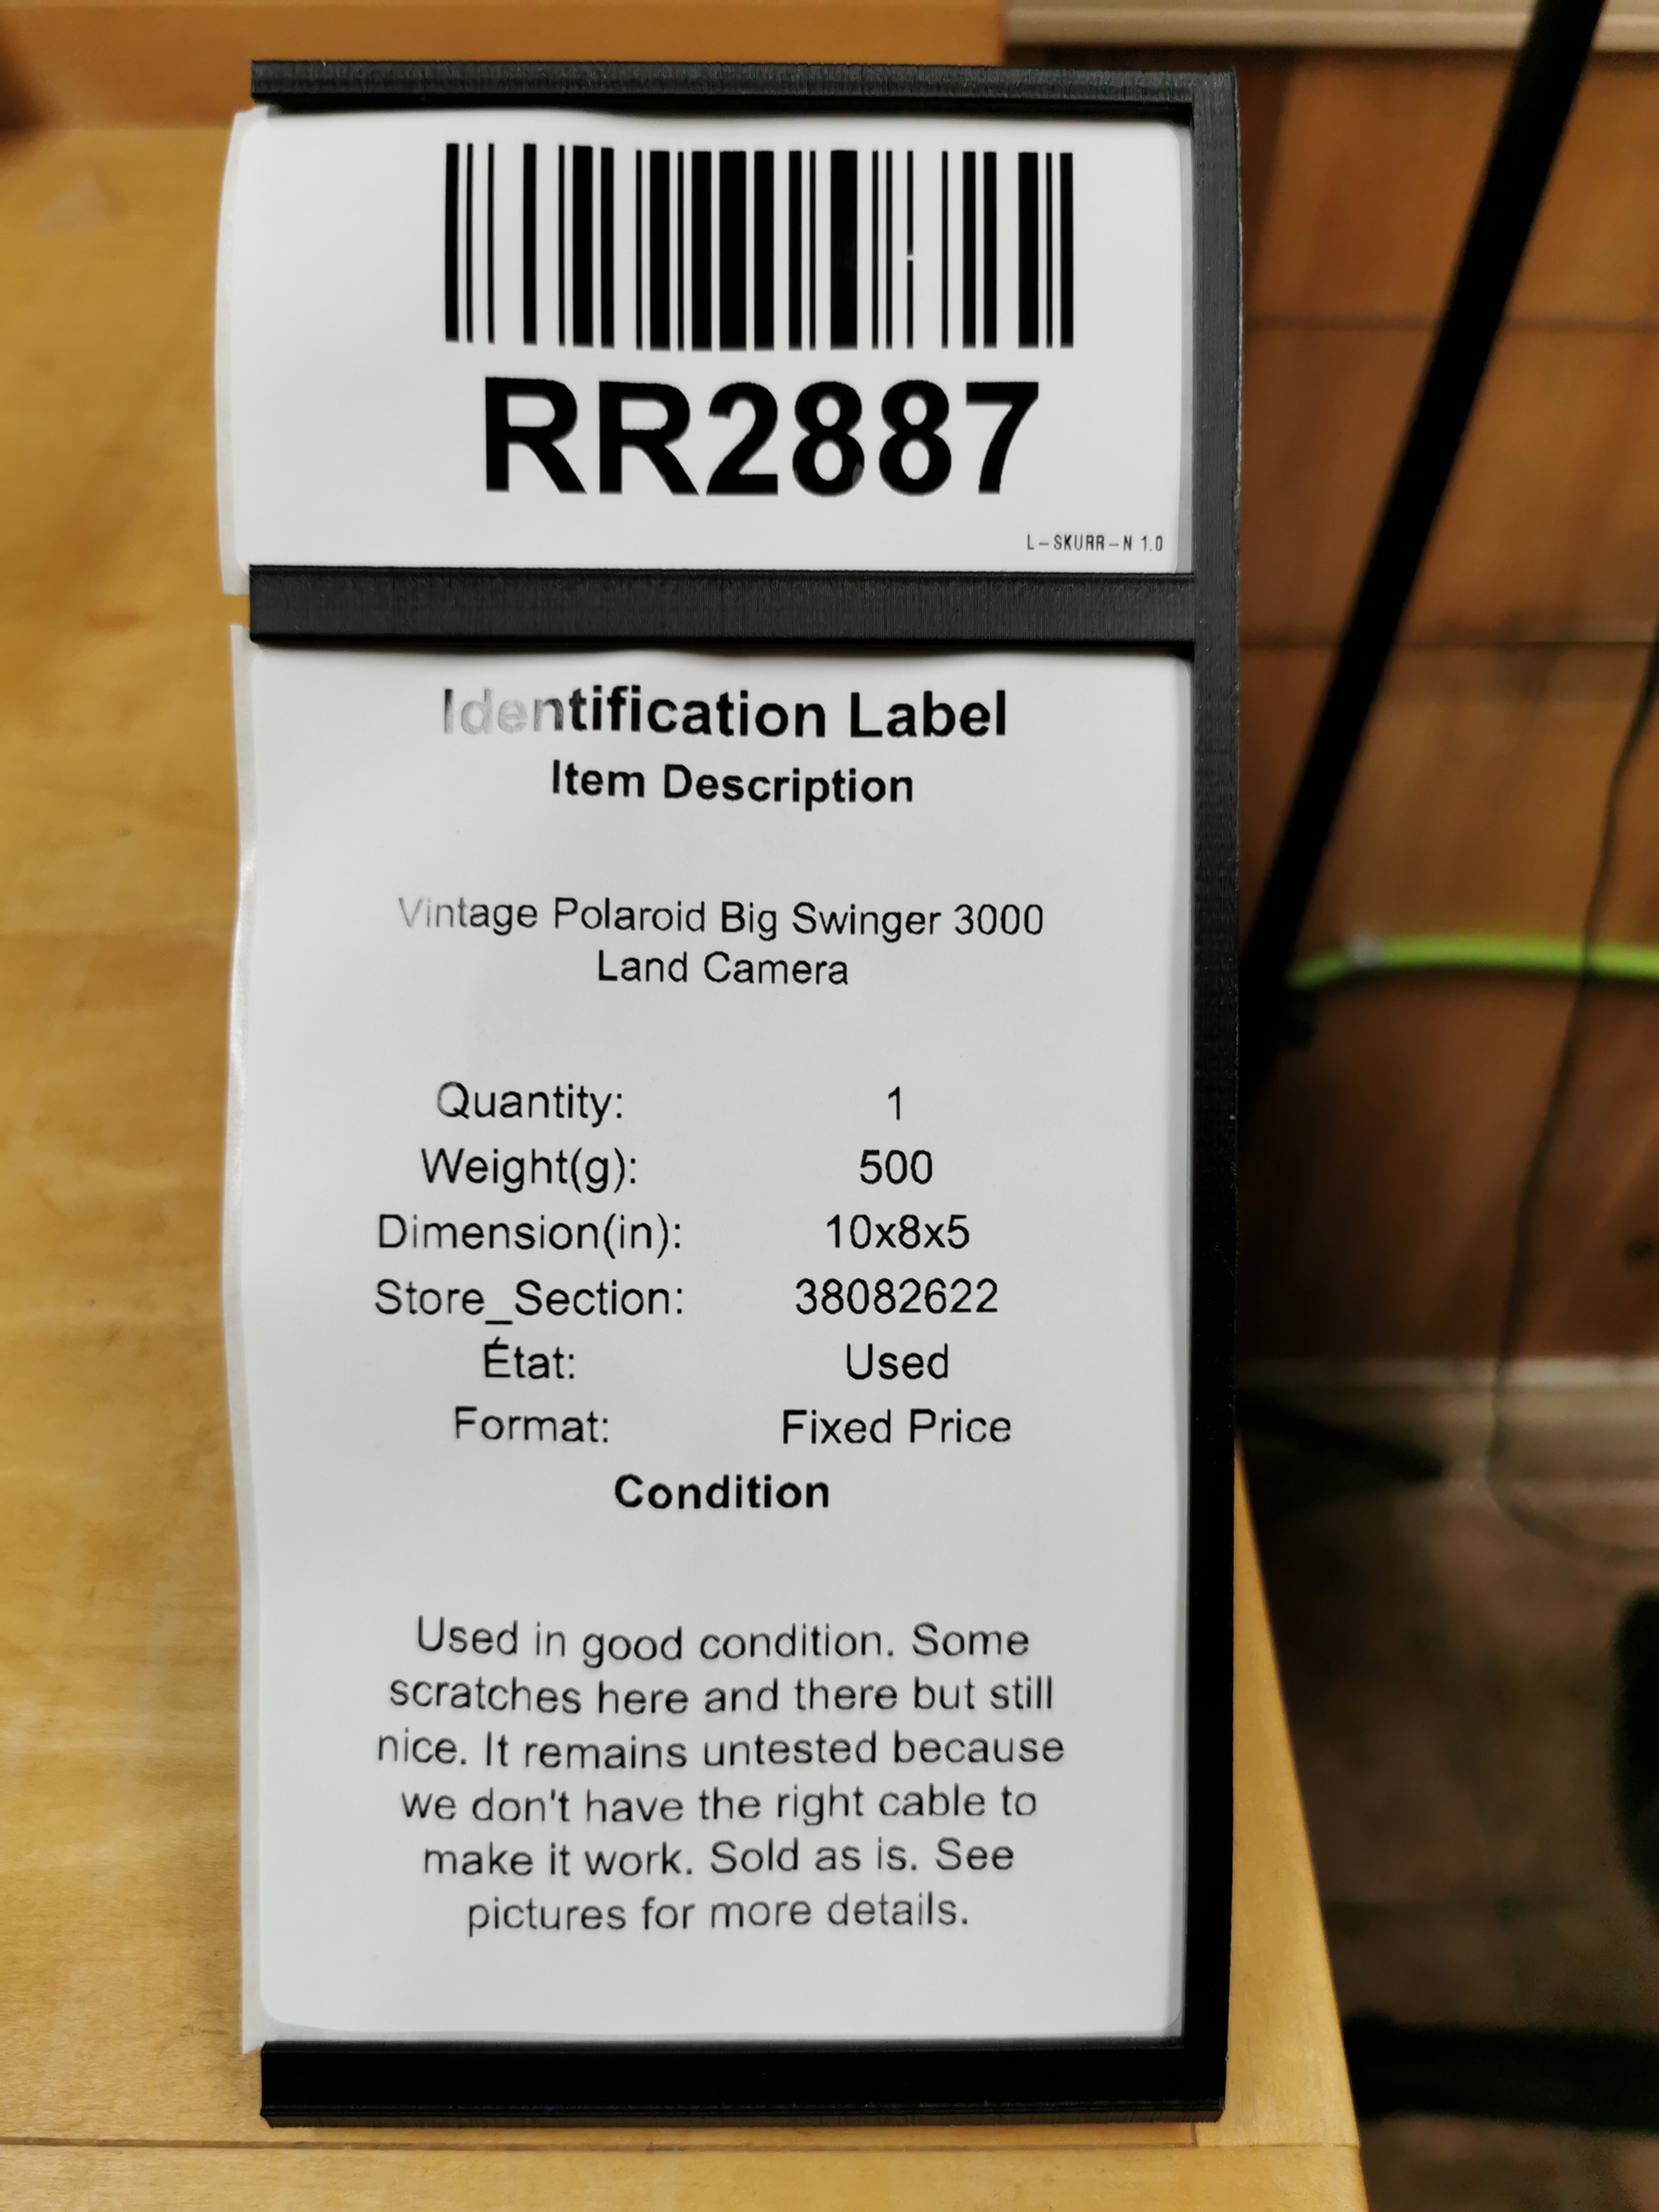 RR2887
L-SKURR-N 1.0
Identification Label
Item Description
Vintage Polaroid Big Swinger 3000
Land Camera
Quantity: 1
Weight(g): 500
Dimension(in): 10x8x5
Store_Section: 38082622
État: Used
Format: Fixed Price
Condition
Used in good condition. Some
scratches here and there but still
nice. It remains untested because
we don't have the right cable to
make it work. Sold as is. See
pictures for more details.